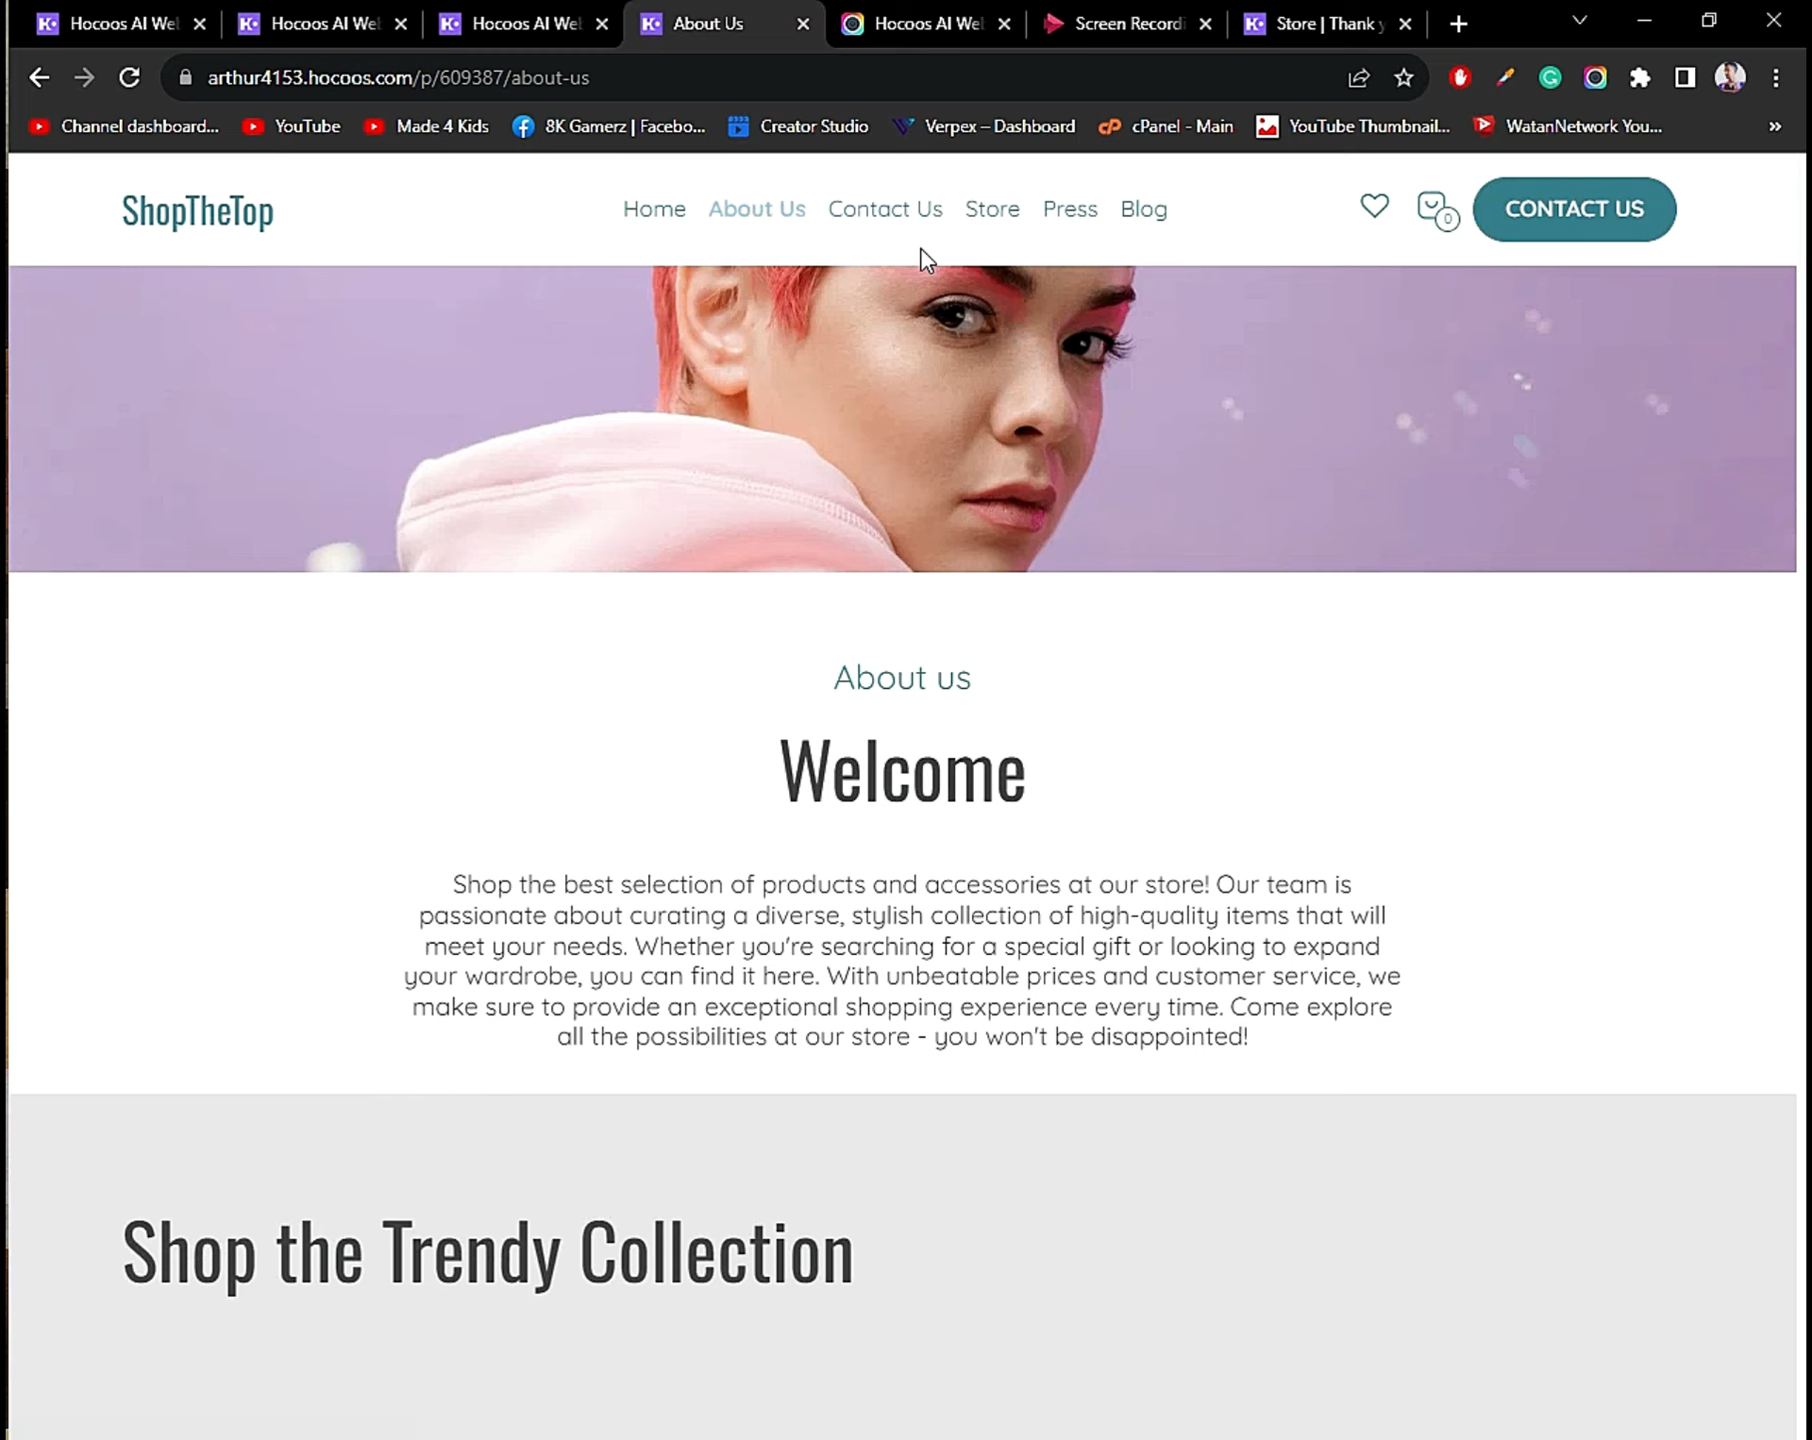 Hocoos AI Wel
Hocoos AI Wel
Hocoos AI Wel
About Us
Hocoos AI Wel
Screen Recordi
Store | Thank y
arthur4153.hocoos.com/p/609387/about-us
Channel dashboard...
YouTube
Made 4 Kids
8K Gamerz | Facebo...
Creator Studio
Verpex – Dashboard
cPanel - Main
YouTube Thumbnail...
WatanNetwork You...
ShopTheTop
Home
About Us
Contact Us
Store
Press
Blog
0
CONTACT US
About us
Welcome
Shop the best selection of products and accessories at our store! Our team is
passionate about curating a diverse, stylish collection of high-quality items that will
meet your needs. Whether you're searching for a special gift or looking to expand
your wardrobe, you can find it here. With unbeatable prices and customer service, we
make sure to provide an exceptional shopping experience every time. Come explore
all the possibilities at our store - you won't be disappointed!
Shop the Trendy Collection